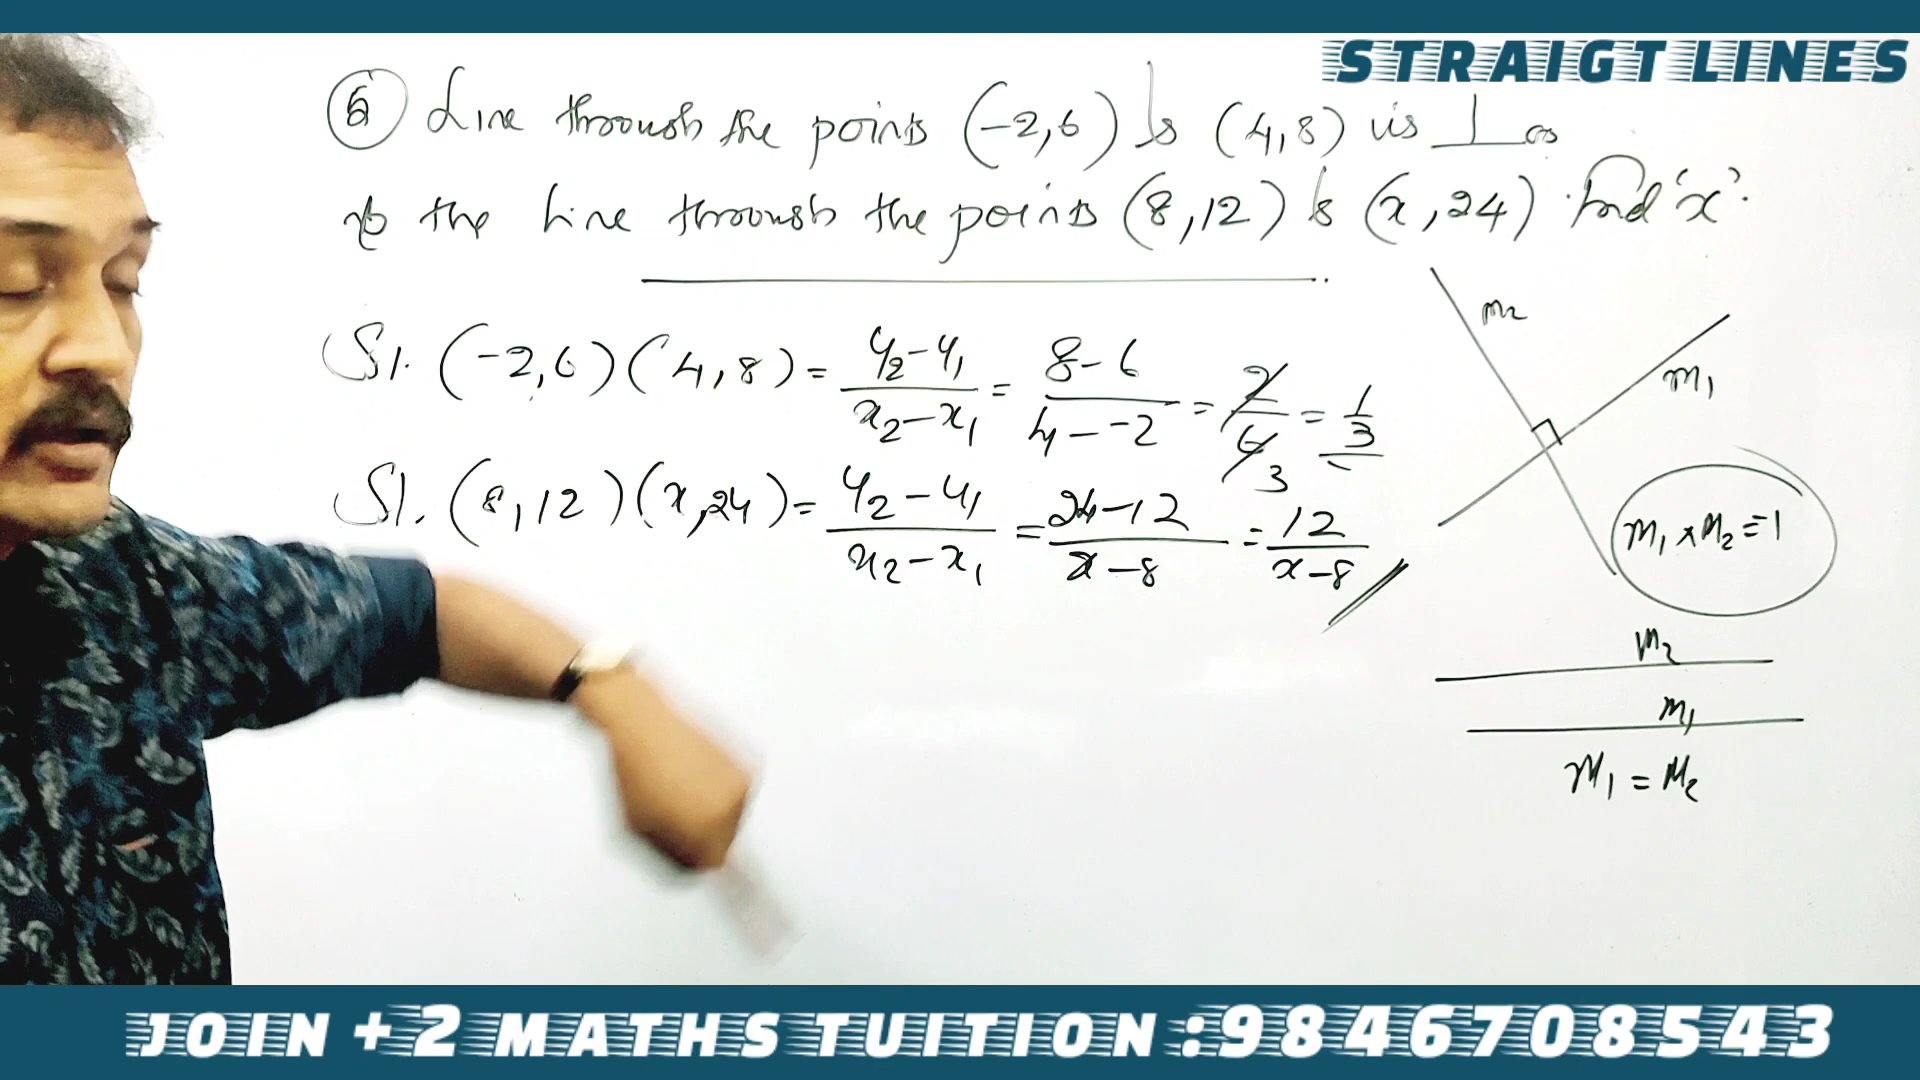 STRAIGT LINES
⑥ Line through the points (-2,6) & (4,8) is ⊥ar
to the line through the points (8,12) & (x,24). Find 'x'.
Sl. (-2,6)(4,8) = y₂-y₁/x₂-x₁ = 8-6/4--2 = 2/6 3 = 1/3
Sl. (8,12)(x,24) = y₂-y₁/x₂-x₁ = 24-12/x-8 = 12/x-8
m₂
m₁
m₁ × m₂ = -1
m₂
m₁
m₁ = m₂
JOIN +2 MATHS TUITION :9846708543